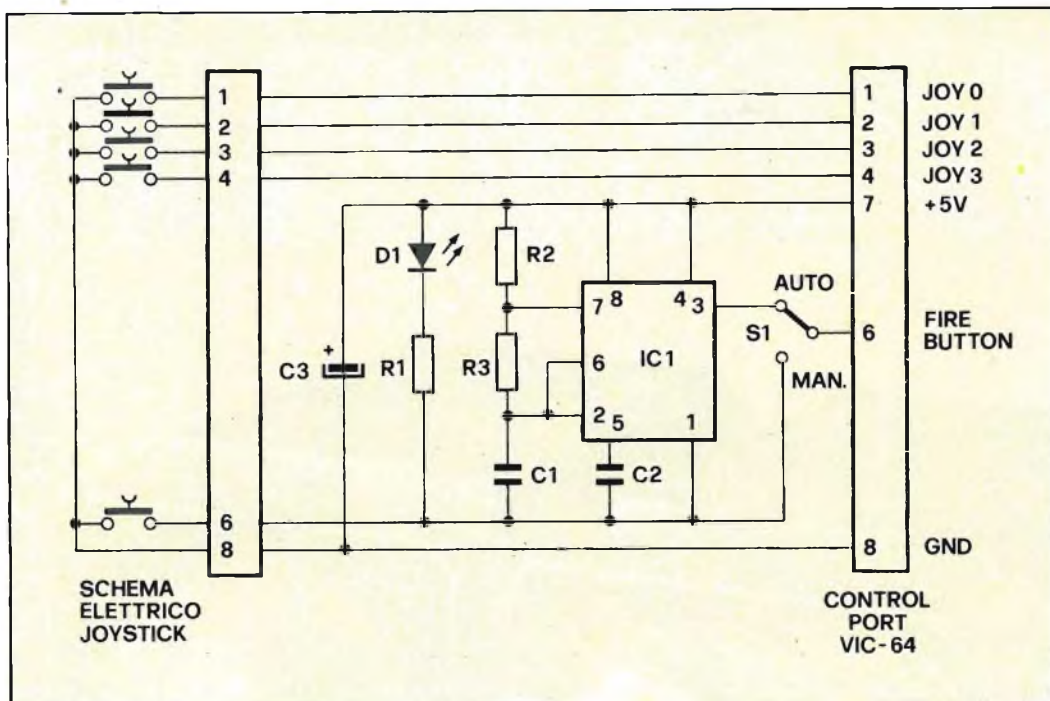 1
2
3
4
6
8
SCHEMA
ELETTRICO
JOYSTICK
C3
+
D1
R1
R2
R3
C1
C2
7
8
4
3
6
IC1
2
5
1
AUTO
S1
MAN.
1
2
3
4
7
6
8
JOY 0
JOY 1
JOY 2
JOY 3
+5V
FIRE
BUTTON
GND
CONTROL
PORT
VIC-64